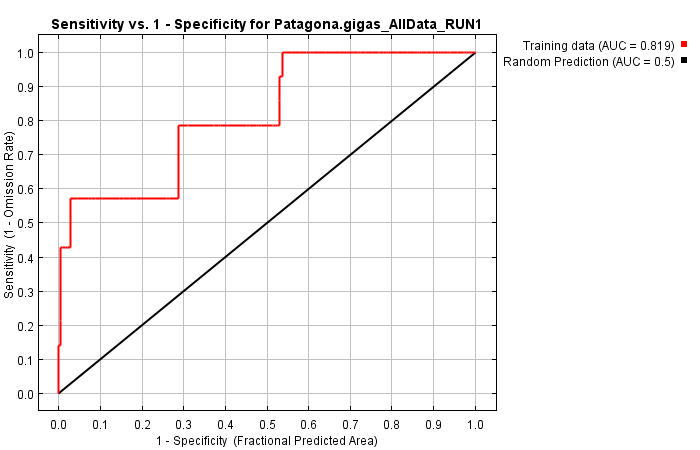 Sensitivity vs. 1 - Specificity for Patagona.gigas_AllData_RUN1
Training data (AUC = 0.819)
Random Prediction (AUC = 0.5)
Sensitivity (1 - Omission Rate)
1.0
0.9
0.8
0.7
0.6
0.5
0.4
0.3
0.2
0.1
0.0
0.0 0.1 0.2 0.3 0.4 0.5 0.6 0.7 0.8 0.9 1.0
1 - Specificity (Fractional Predicted Area)